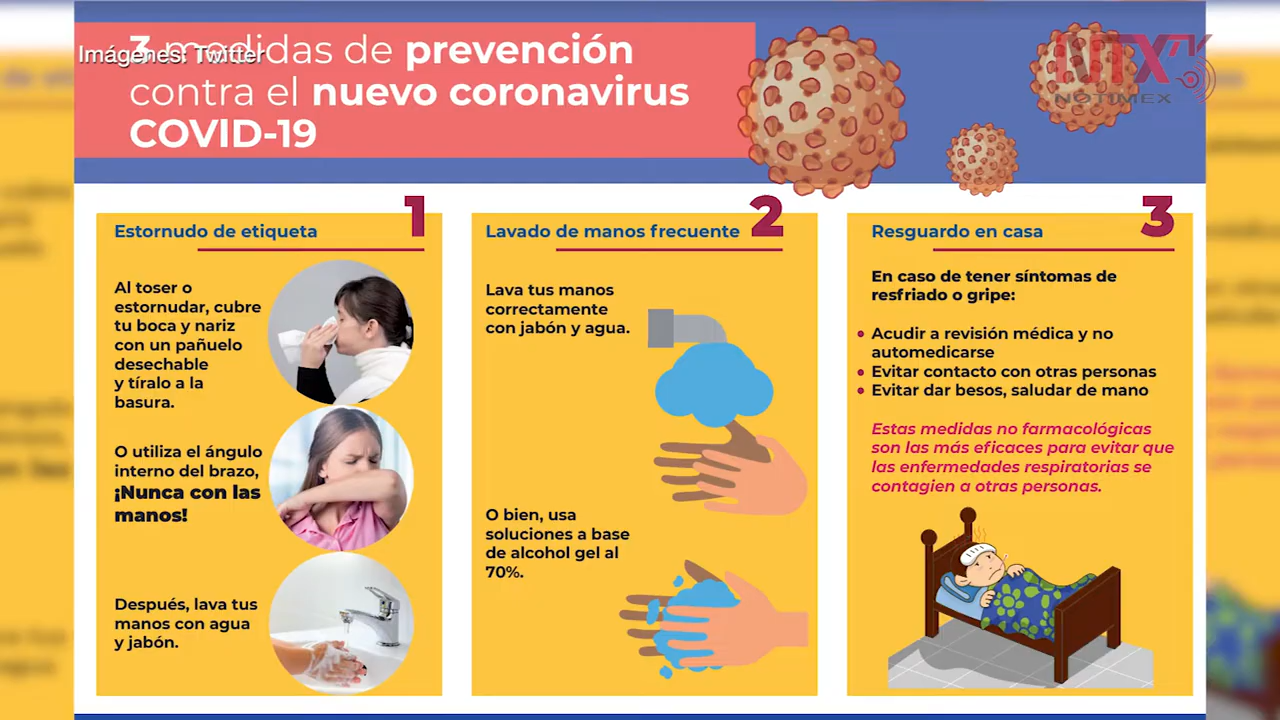 Imágenes: Twitter
3 medidas de prevención
contra el nuevo coronavirus
COVID-19
NTX
NOTIMEX
1
Estornudo de etiqueta
Al toser o
estornudar, cubre
tu boca y nariz
con un pañuelo
desechable
y tíralo a la
basura.
O utiliza el ángulo
interno del brazo,
¡Nunca con las
manos!
Después, lava tus
manos con agua
y jabón.
2
Lavado de manos frecuente
Lava tus manos
correctamente
con jabón y agua.
O bien, usa
soluciones a base
de alcohol gel al
70%.
3
Resguardo en casa
En caso de tener síntomas de
resfriado o gripe:
• Acudir a revisión médica y no
automedicarse
• Evitar contacto con otras personas
• Evitar dar besos, saludar de mano
Estas medidas no farmacológicas
son las más eficaces para evitar que
las enfermedades respiratorias se
contagien a otras personas.